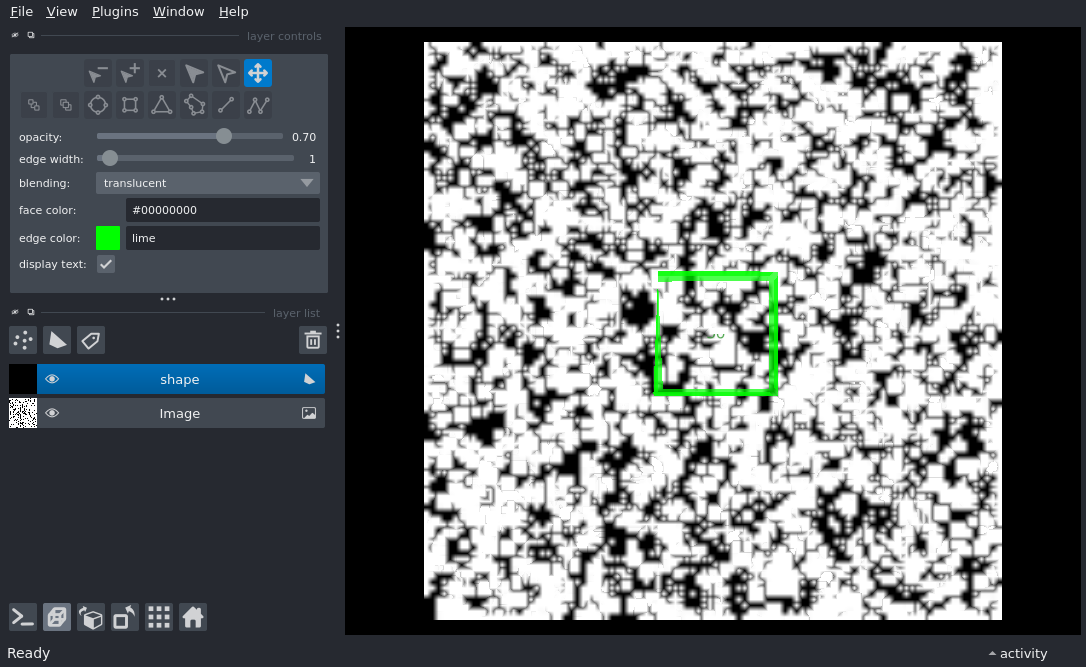 File View Plugins Window Help
layer controls
opacity: 0.70
edge width: 1
blending: translucent
face color: #00000000
edge color: lime
display text:
layer list
shape
Image
Ready
activity